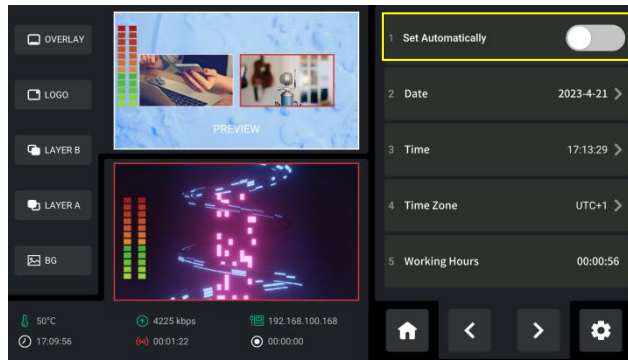 OVERLAY
LOGO
LAYER B
LAYER A
BG
PREVIEW
1 Set Automatically
2 Date 2023-4-21
3 Time 17:13:29
4 Time Zone UTC+1
5 Working Hours 00:00:56
50°C 4225 kbps 192.168.100.168
17:09:56 00:01:22 00:00:00